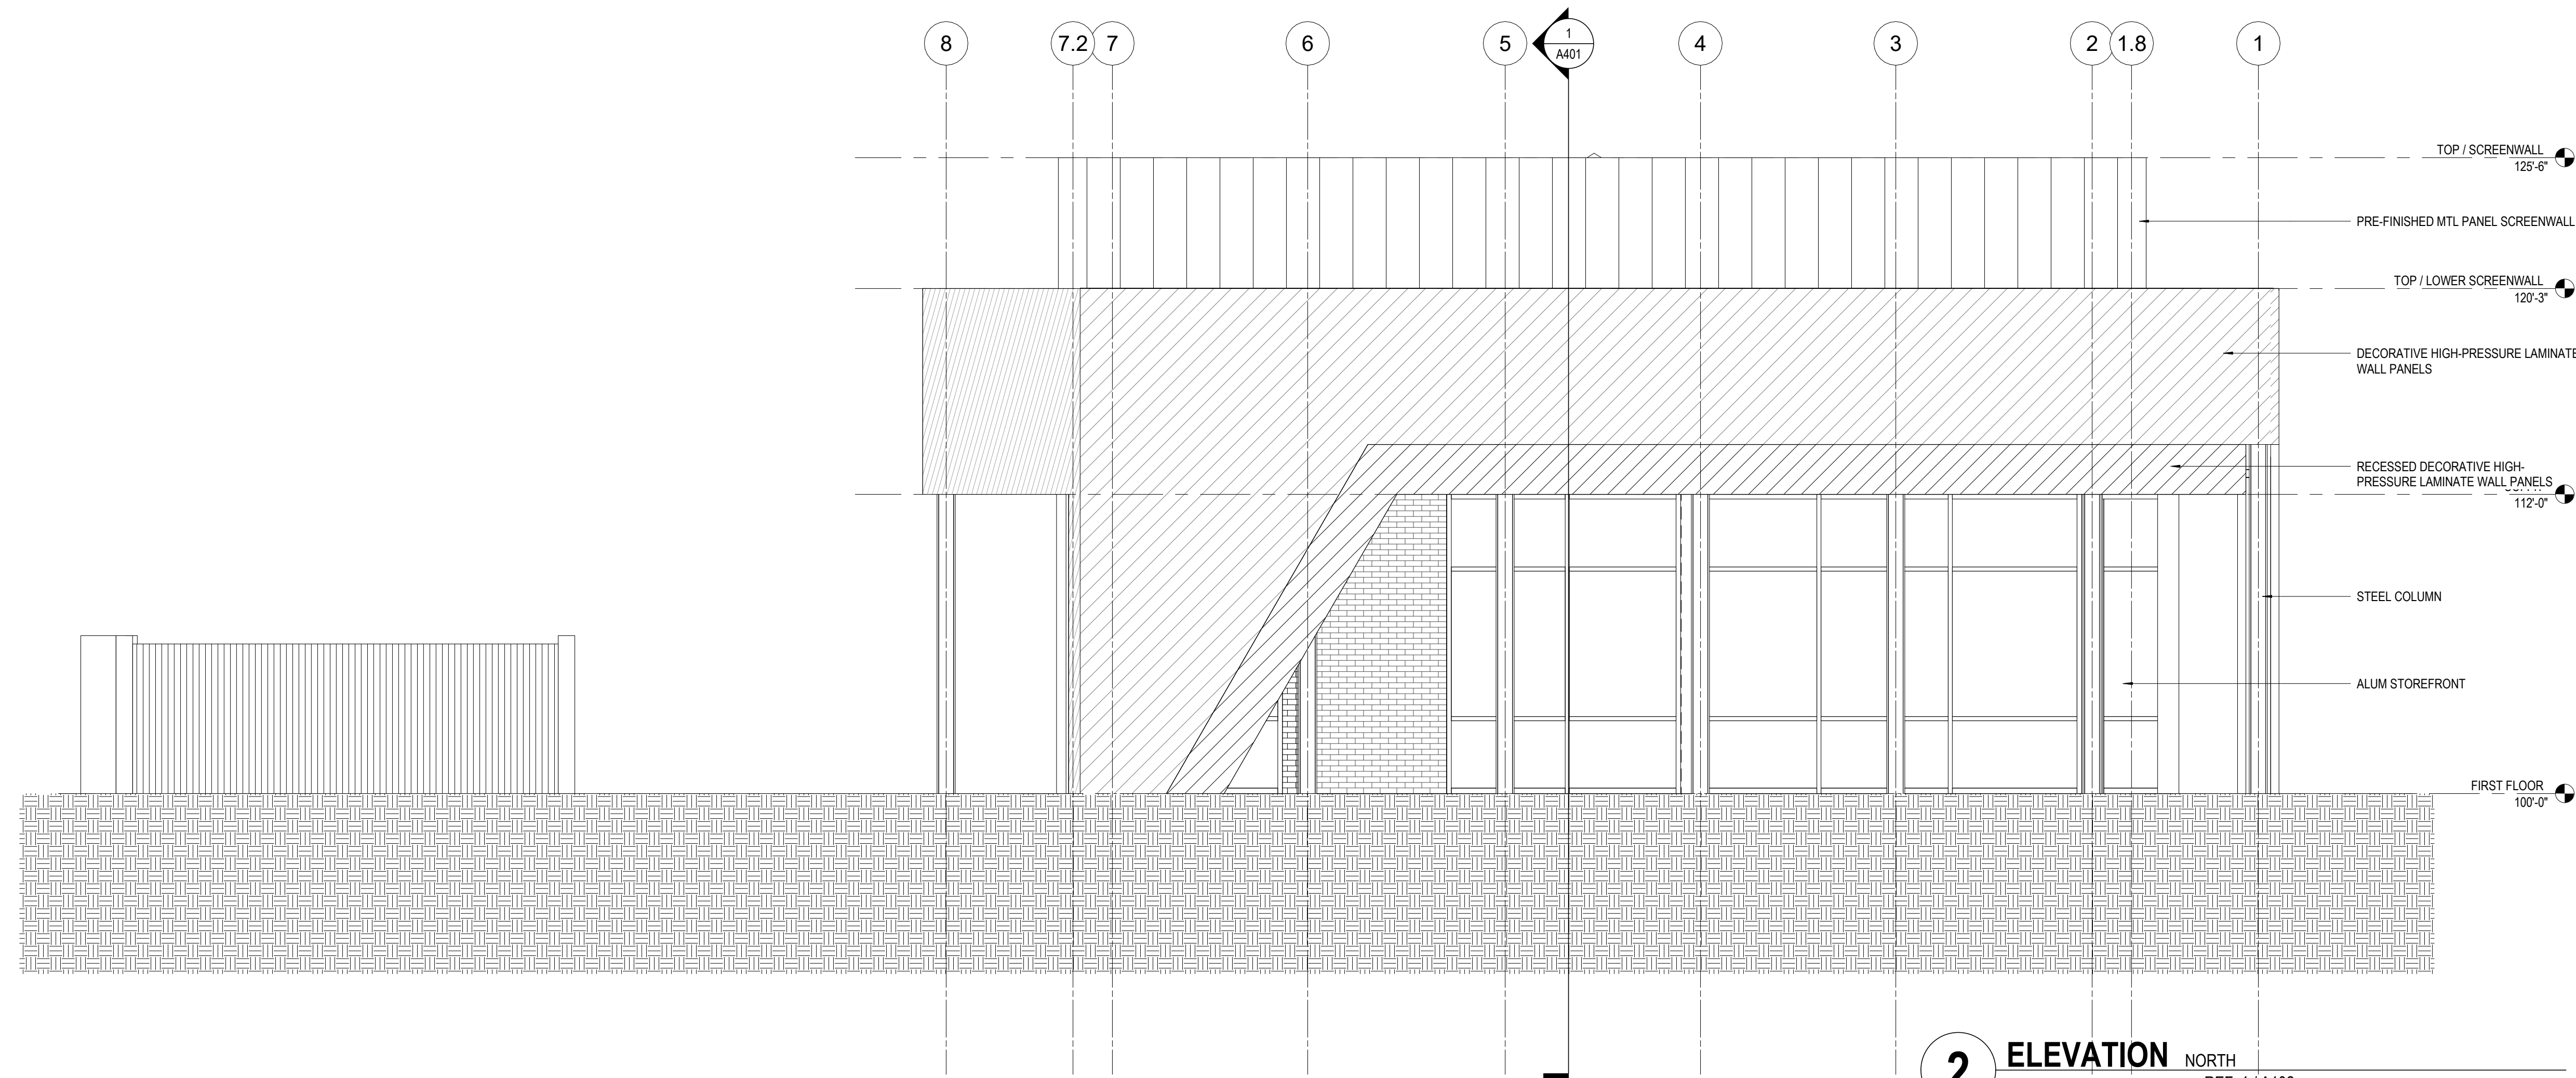 8
7.2
7
6
5
1
A401
4
3
2
1.8
1
TOP / SCREENWALL
125'-6"
PRE-FINISHED MTL PANEL SCREENWALL
TOP / LOWER SCREENWALL
120'-3"
DECORATIVE HIGH-PRESSURE LAMINATE
WALL PANELS
RECESSED DECORATIVE HIGH-
PRESSURE LAMINATE WALL PANELS
112'-0"
STEEL COLUMN
ALUM STOREFRONT
FIRST FLOOR
100'-0"
2
ELEVATION NORTH